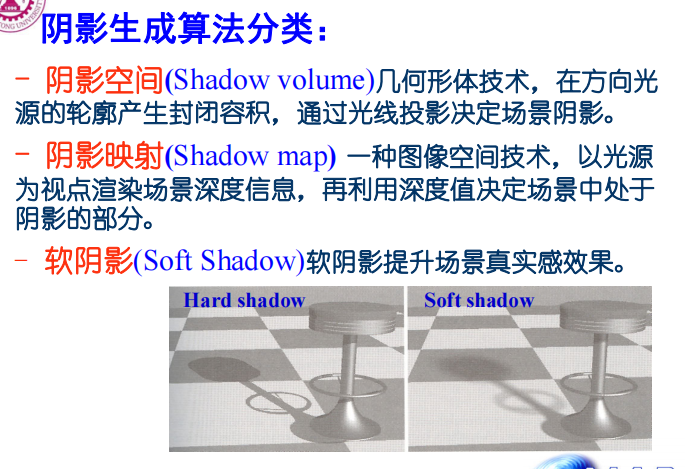 阴影生成算法分类：
- 阴影空间(Shadow volume)几何形体技术，在方向光
源的轮廓产生封闭容积，通过光线投影决定场景阴影。
- 阴影映射(Shadow map) 一种图像空间技术，以光源
为视点渲染场景深度信息，再利用深度值决定场景中处于
阴影的部分。
- 软阴影(Soft Shadow)软阴影提升场景真实感效果。
Hard shadow
Soft shadow